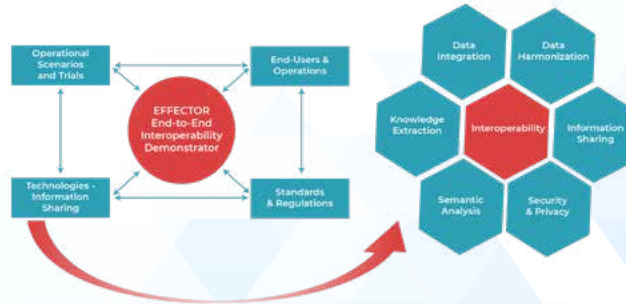 Operational
Scenarios
and Trials
End-Users &
Operations
EFFECTOR
End-to-End
Interoperability
Demonstrator
Technologies -
Information
Sharing
Standards
& Regulations
Data
Integration
Data
Harmonization
Knowledge
Extraction
Interoperability
Information
Sharing
Semantic
Analysis
Security
& Privacy